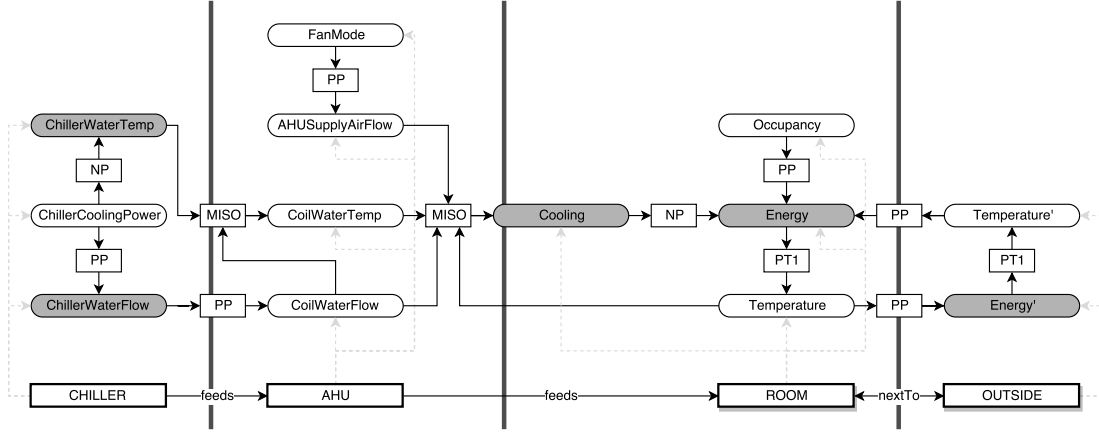 FanMode
PP
ChillerWaterTemp
AHUSupplyAirFlow
Occupancy
NP
PP
ChillerCoolingPower
MISO
CoilWaterTemp
MISO
Cooling
NP
Energy
PP
Temperature'
PP
PT1
PT1
ChillerWaterFlow
PP
CoilWaterFlow
Temperature
PP
Energy'
CHILLER
feeds
AHU
feeds
ROOM
nextTo
OUTSIDE